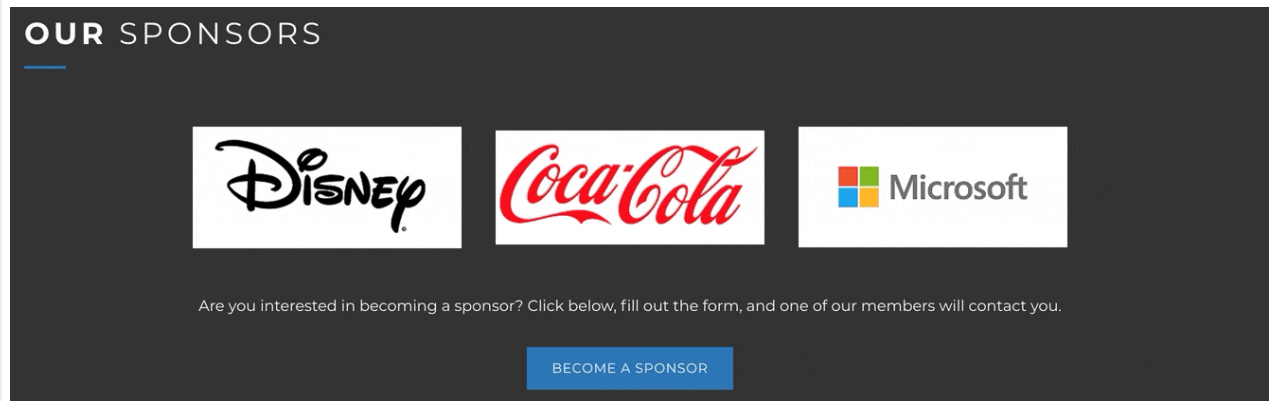 OUR SPONSORS
Disney
Coca-Cola
Microsoft
Are you interested in becoming a sponsor? Click below, fill out the form, and one of our members will contact you.
BECOME A SPONSOR